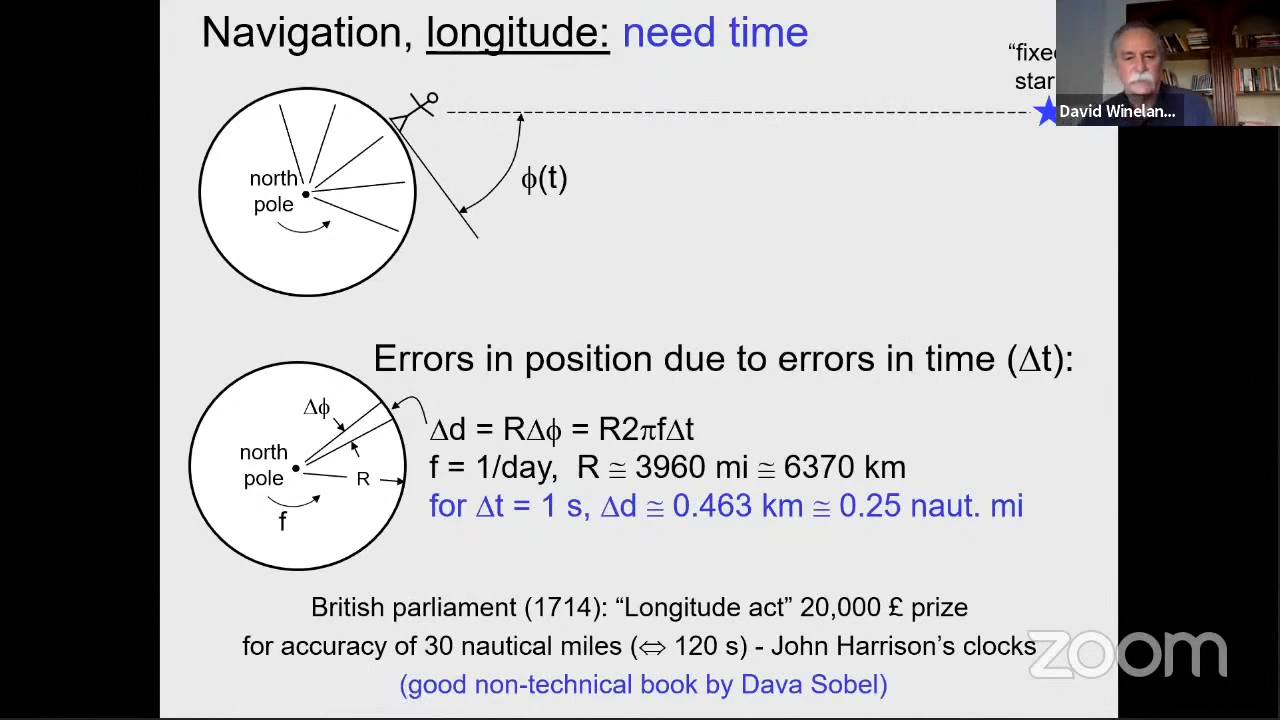 Navigation, longitude: need time
"fixe
star
David Winelan...
north
pole
ϕ(t)
Errors in position due to errors in time (Δt):
Δϕ
Δd = RΔϕ = R2πfΔt
north
pole
R
f = 1/day, R ≅ 3960 mi ≅ 6370 km
for Δt = 1 s, Δd ≅ 0.463 km ≅ 0.25 naut. mi
f
British parliament (1714): "Longitude act" 20,000 £ prize
for accuracy of 30 nautical miles (⇔ 120 s) - John Harrison's clocks
(good non-technical book by Dava Sobel)
zoom